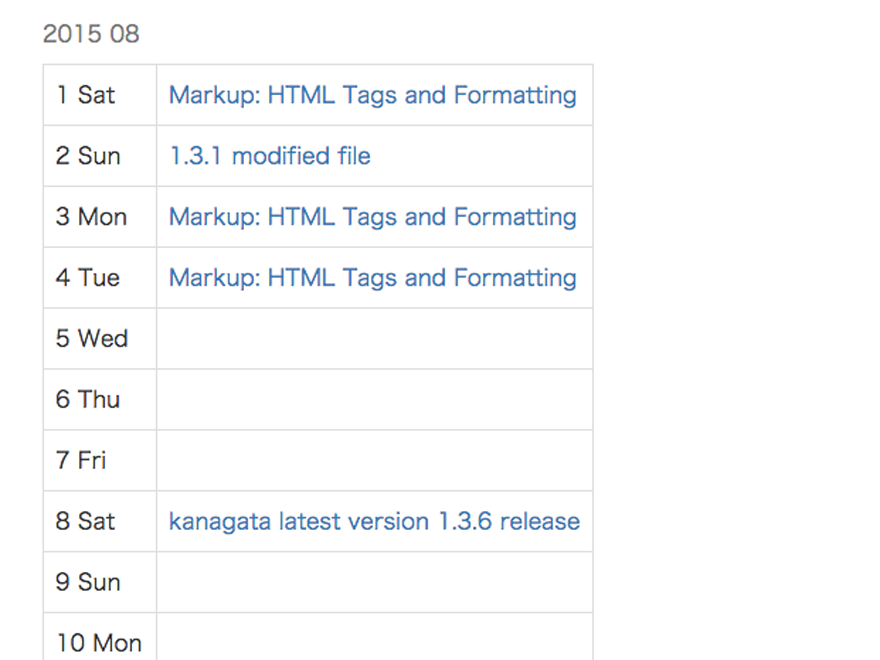 2015 08
1 Sat Markup: HTML Tags and Formatting
2 Sun 1.3.1 modified file
3 Mon Markup: HTML Tags and Formatting
4 Tue Markup: HTML Tags and Formatting
5 Wed
6 Thu
7 Fri
8 Sat kanagata latest version 1.3.6 release
9 Sun
10 Mon